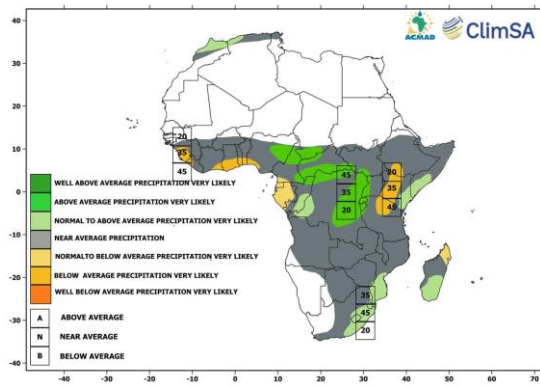 ACMAD
ClimSA
40
30
20
10
0
-10
-20
-30
-40
20
35
45
45
35
20
20
35
45
35
45
20
WELL ABOVE AVERAGE PRECIPITATION VERY LIKELY
ABOVE AVERAGE PRECIPITATION VERY LIKELY
NORMAL TO ABOVE AVERAGE PRECIPITATION VERY LIKELY
NEAR AVERAGE PRECIPITATION
NORMALTO BELOW AVERAGE PRECIPITATION VERY LIKELY
BELOW AVERAGE PRECIPITATION VERY LIKELY
WELL BELOW AVERAGE PRECIPITATION VERY LIKELY
A ABOVE AVERAGE
N NEAR AVERAGE
B BELOW AVERAGE
-40 -30 -20 -10 0 10 20 30 40 50 60 70